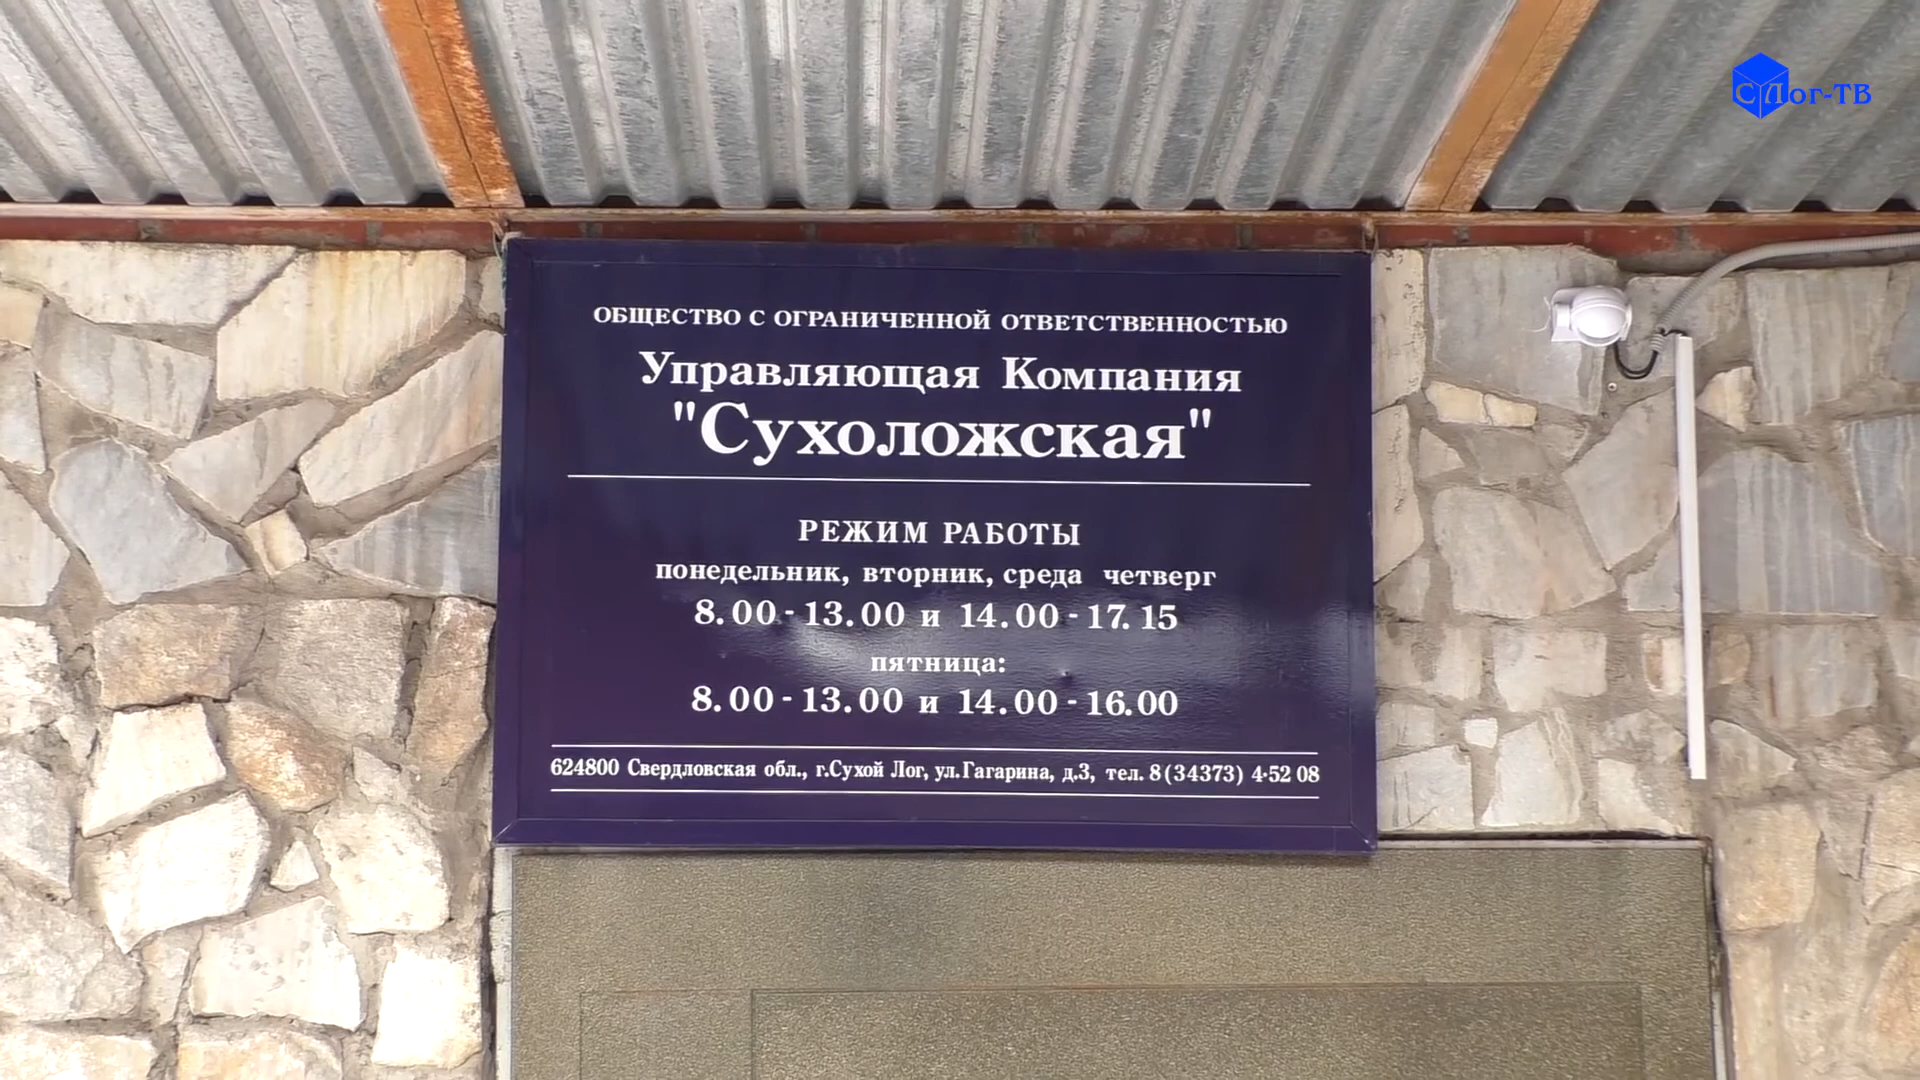 СЛог-ТВ
ОБЩЕСТВО С ОГРАНИЧЕННОЙ ОТВЕТСТВЕННОСТЬЮ
Управляющая Компания
"Сухоложская"
РЕЖИМ РАБОТЫ
понедельник, вторник, среда четверг
8.00-13.00 и 14.00-17.15
пятница:
8.00-13.00 и 14.00-16.00
624800 Свердловская обл., г.Сухой Лог, ул.Гагарина, д.3, тел. 8(34373) 4-52 08